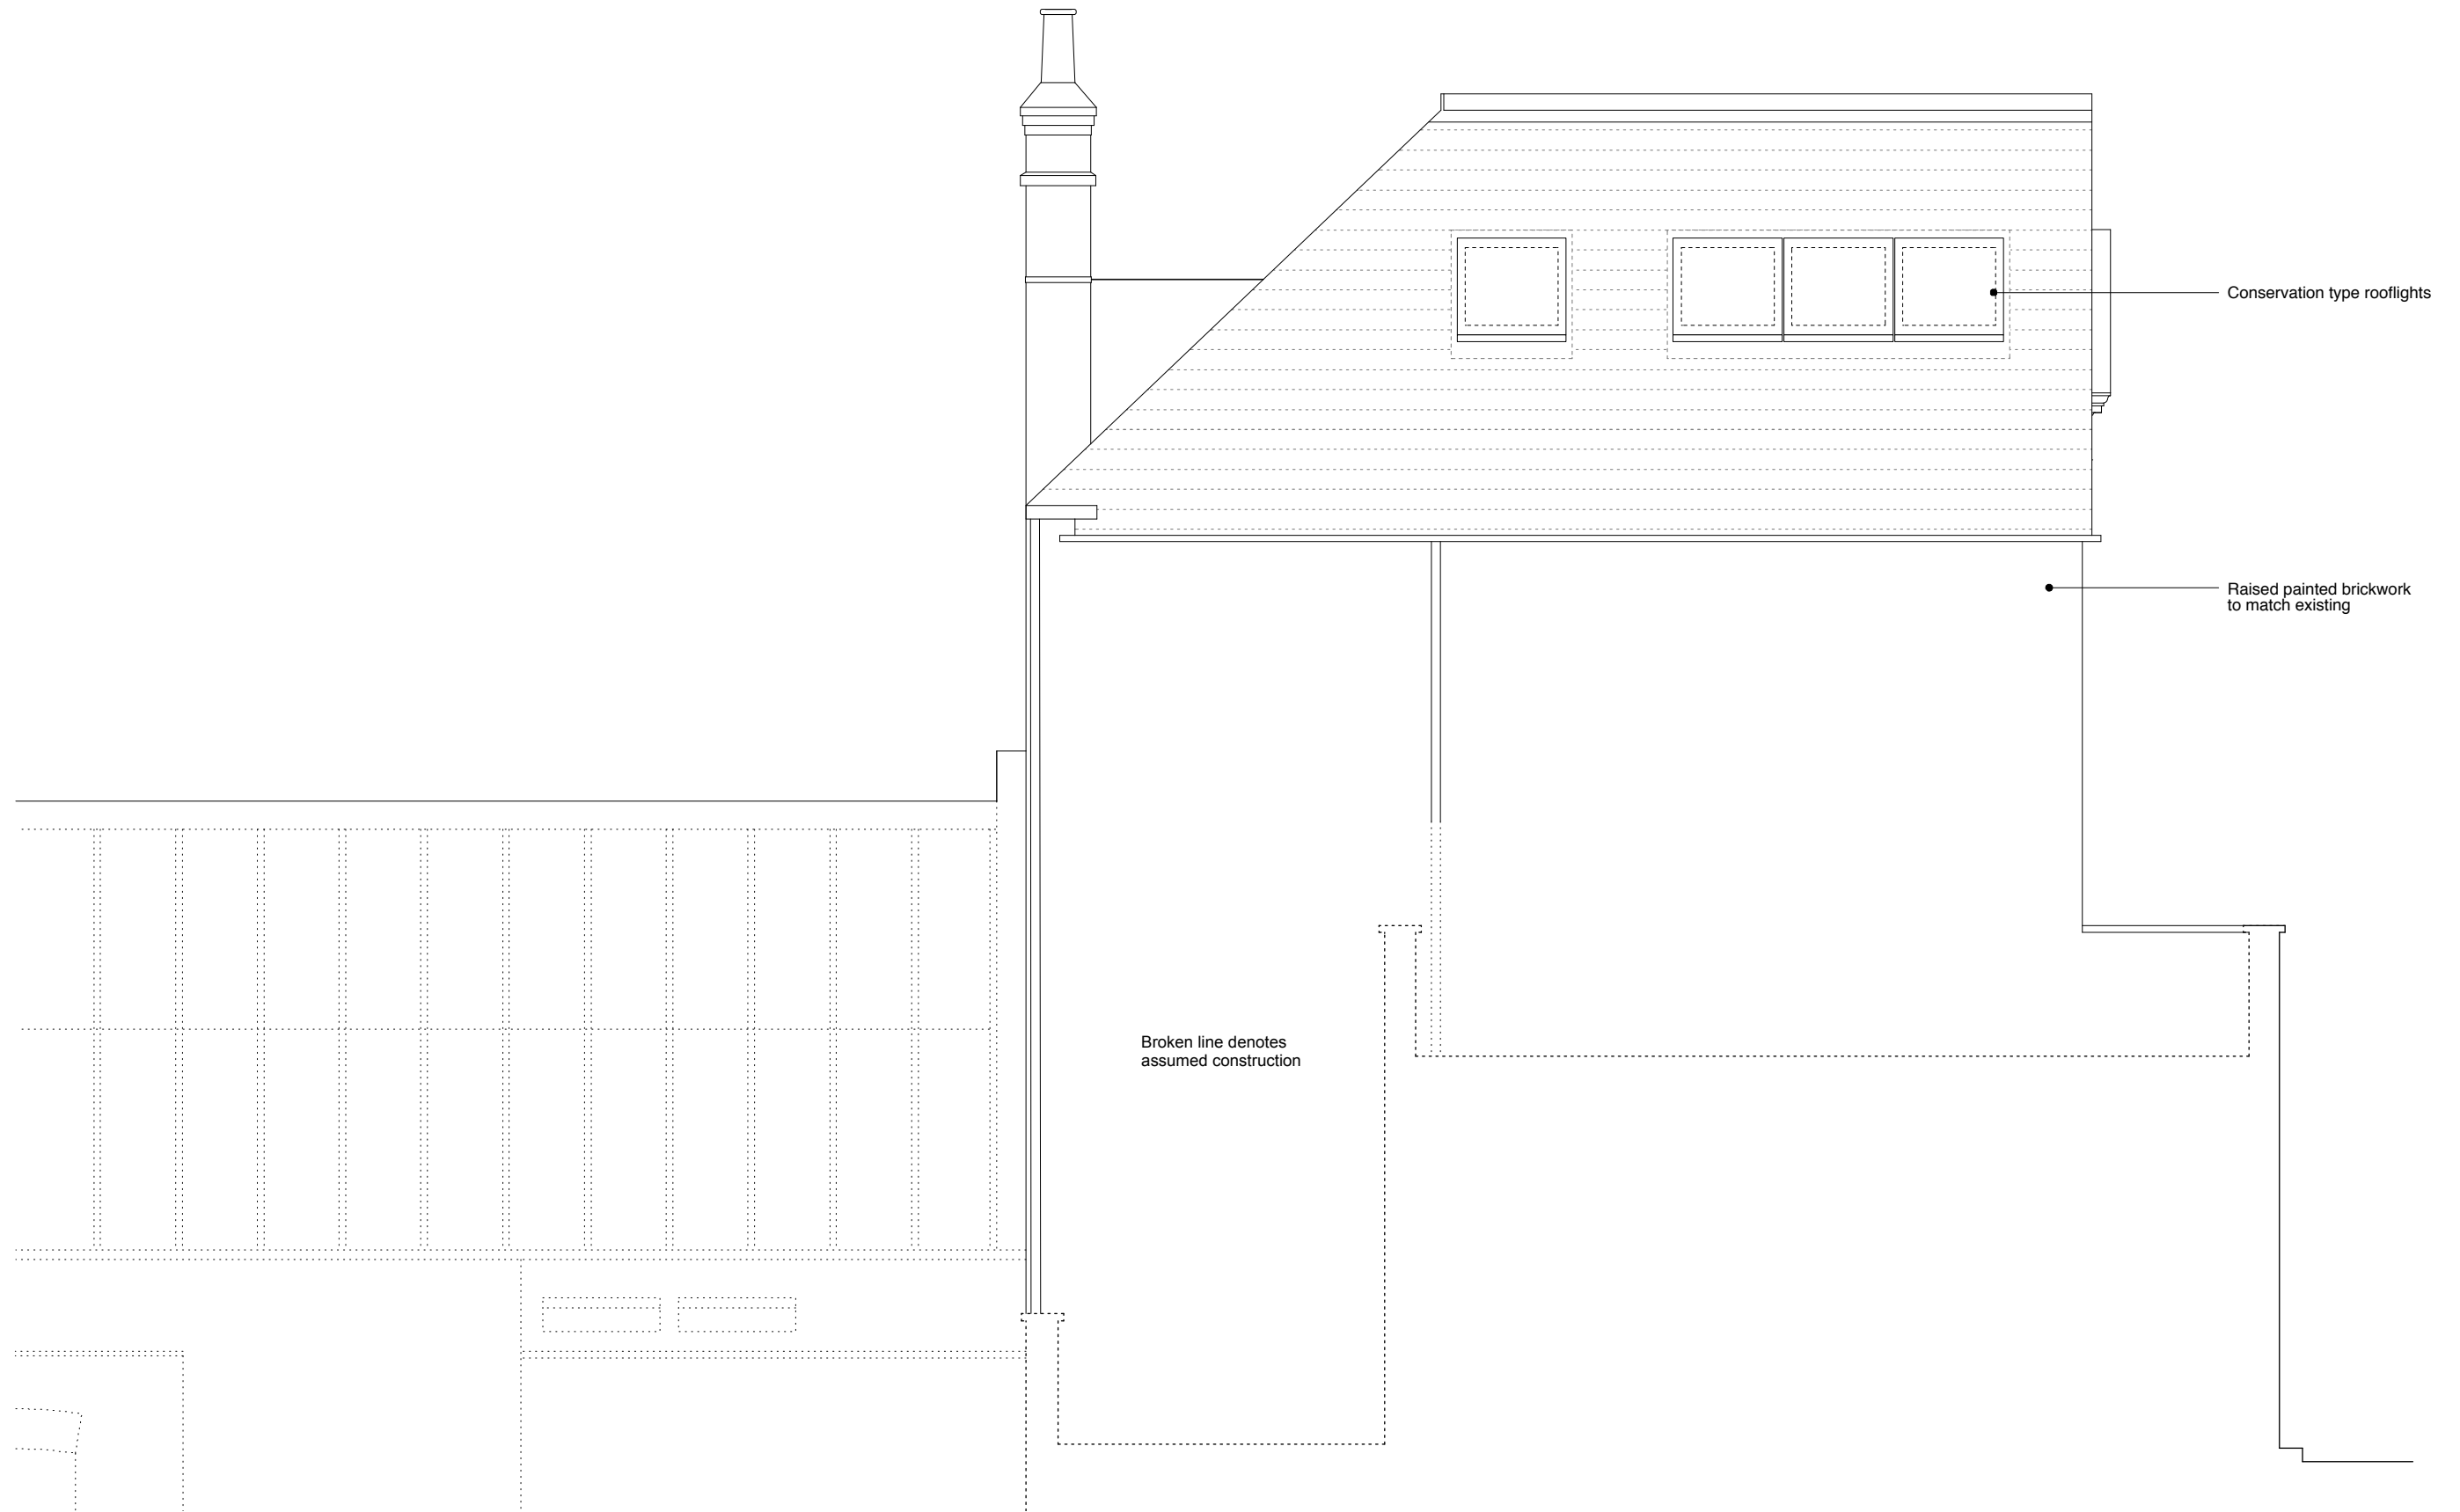 Conservation type rooflights
Raised painted brickwork
to match existing
Broken line denotes
assumed construction